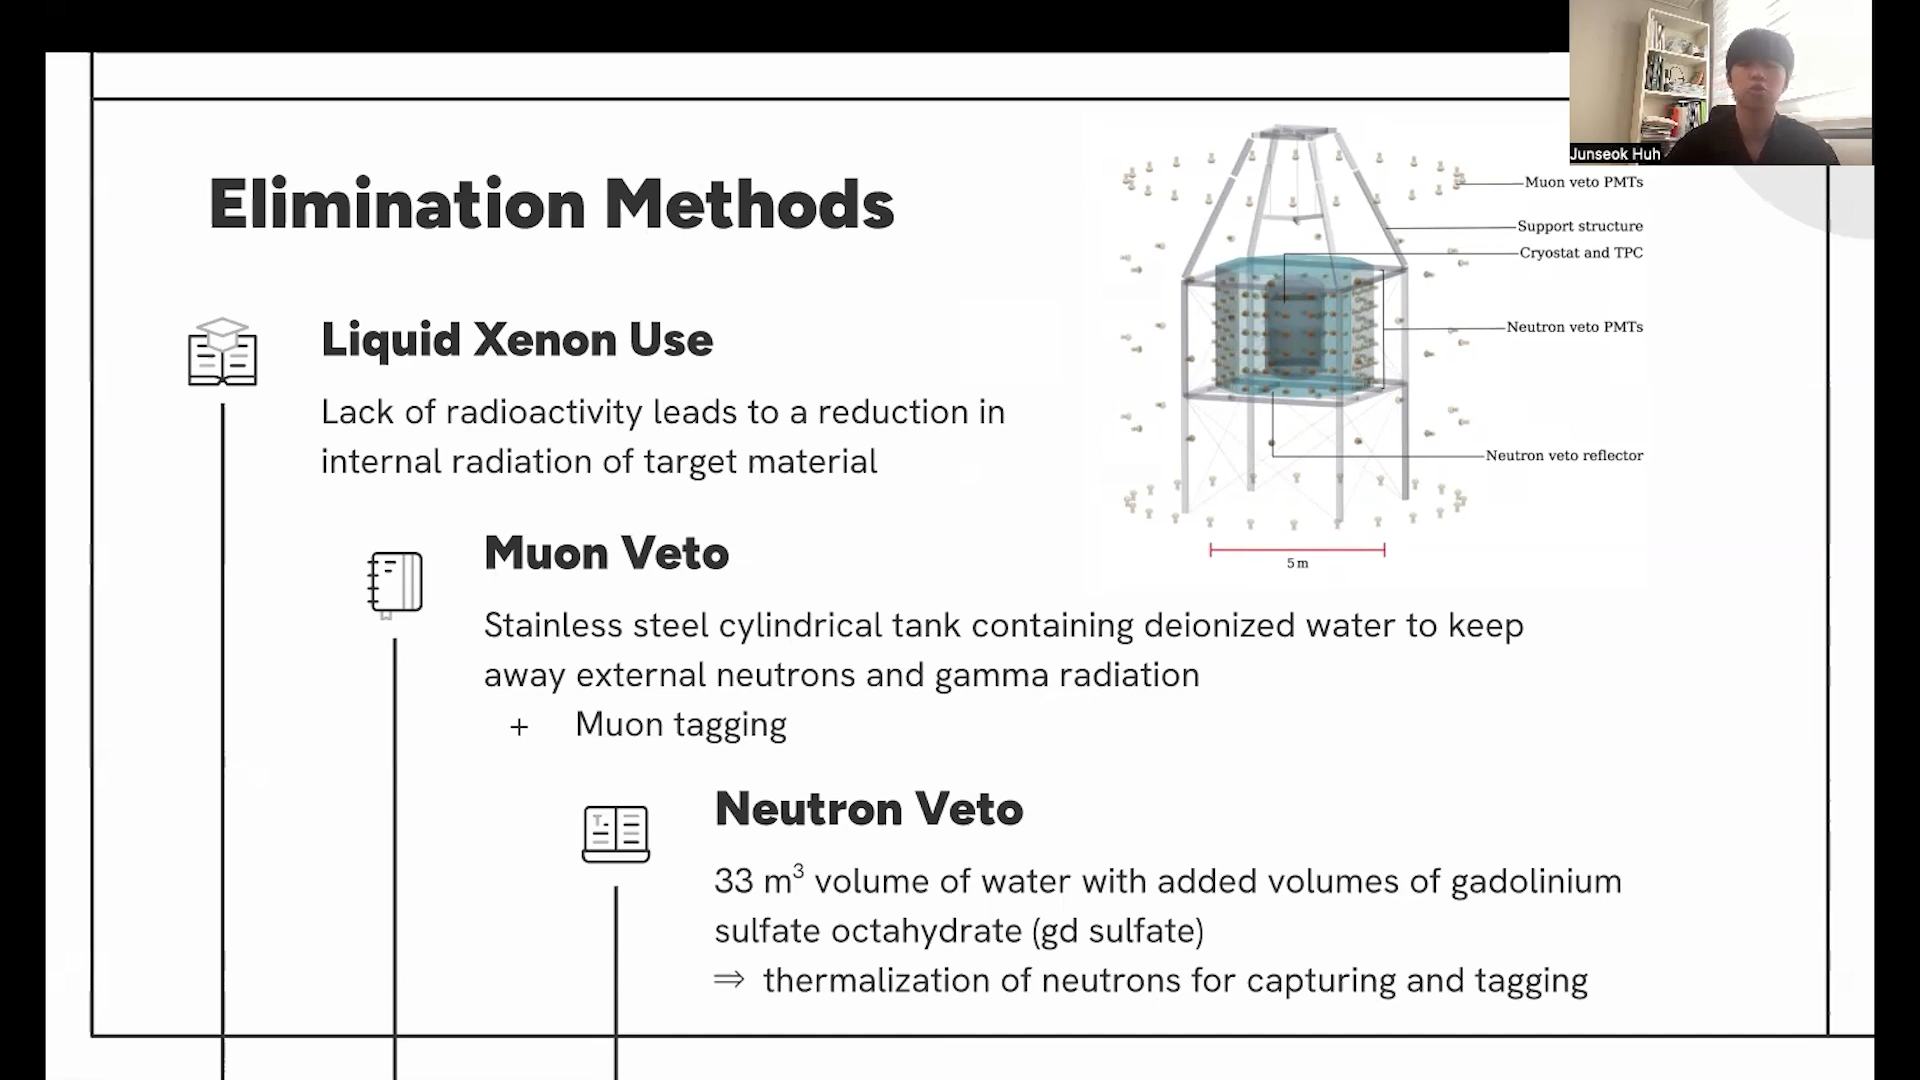 Junseok Huh
Elimination Methods
Muon veto PMTs
Support structure
Cryostat and TPC
Neutron veto PMTs
Neutron veto reflector
5 m
Liquid Xenon Use
Lack of radioactivity leads to a reduction in
internal radiation of target material
Muon Veto
Stainless steel cylindrical tank containing deionized water to keep
away external neutrons and gamma radiation
+ Muon tagging
Neutron Veto
33 m³ volume of water with added volumes of gadolinium
sulfate octahydrate (gd sulfate)
⇒ thermalization of neutrons for capturing and tagging